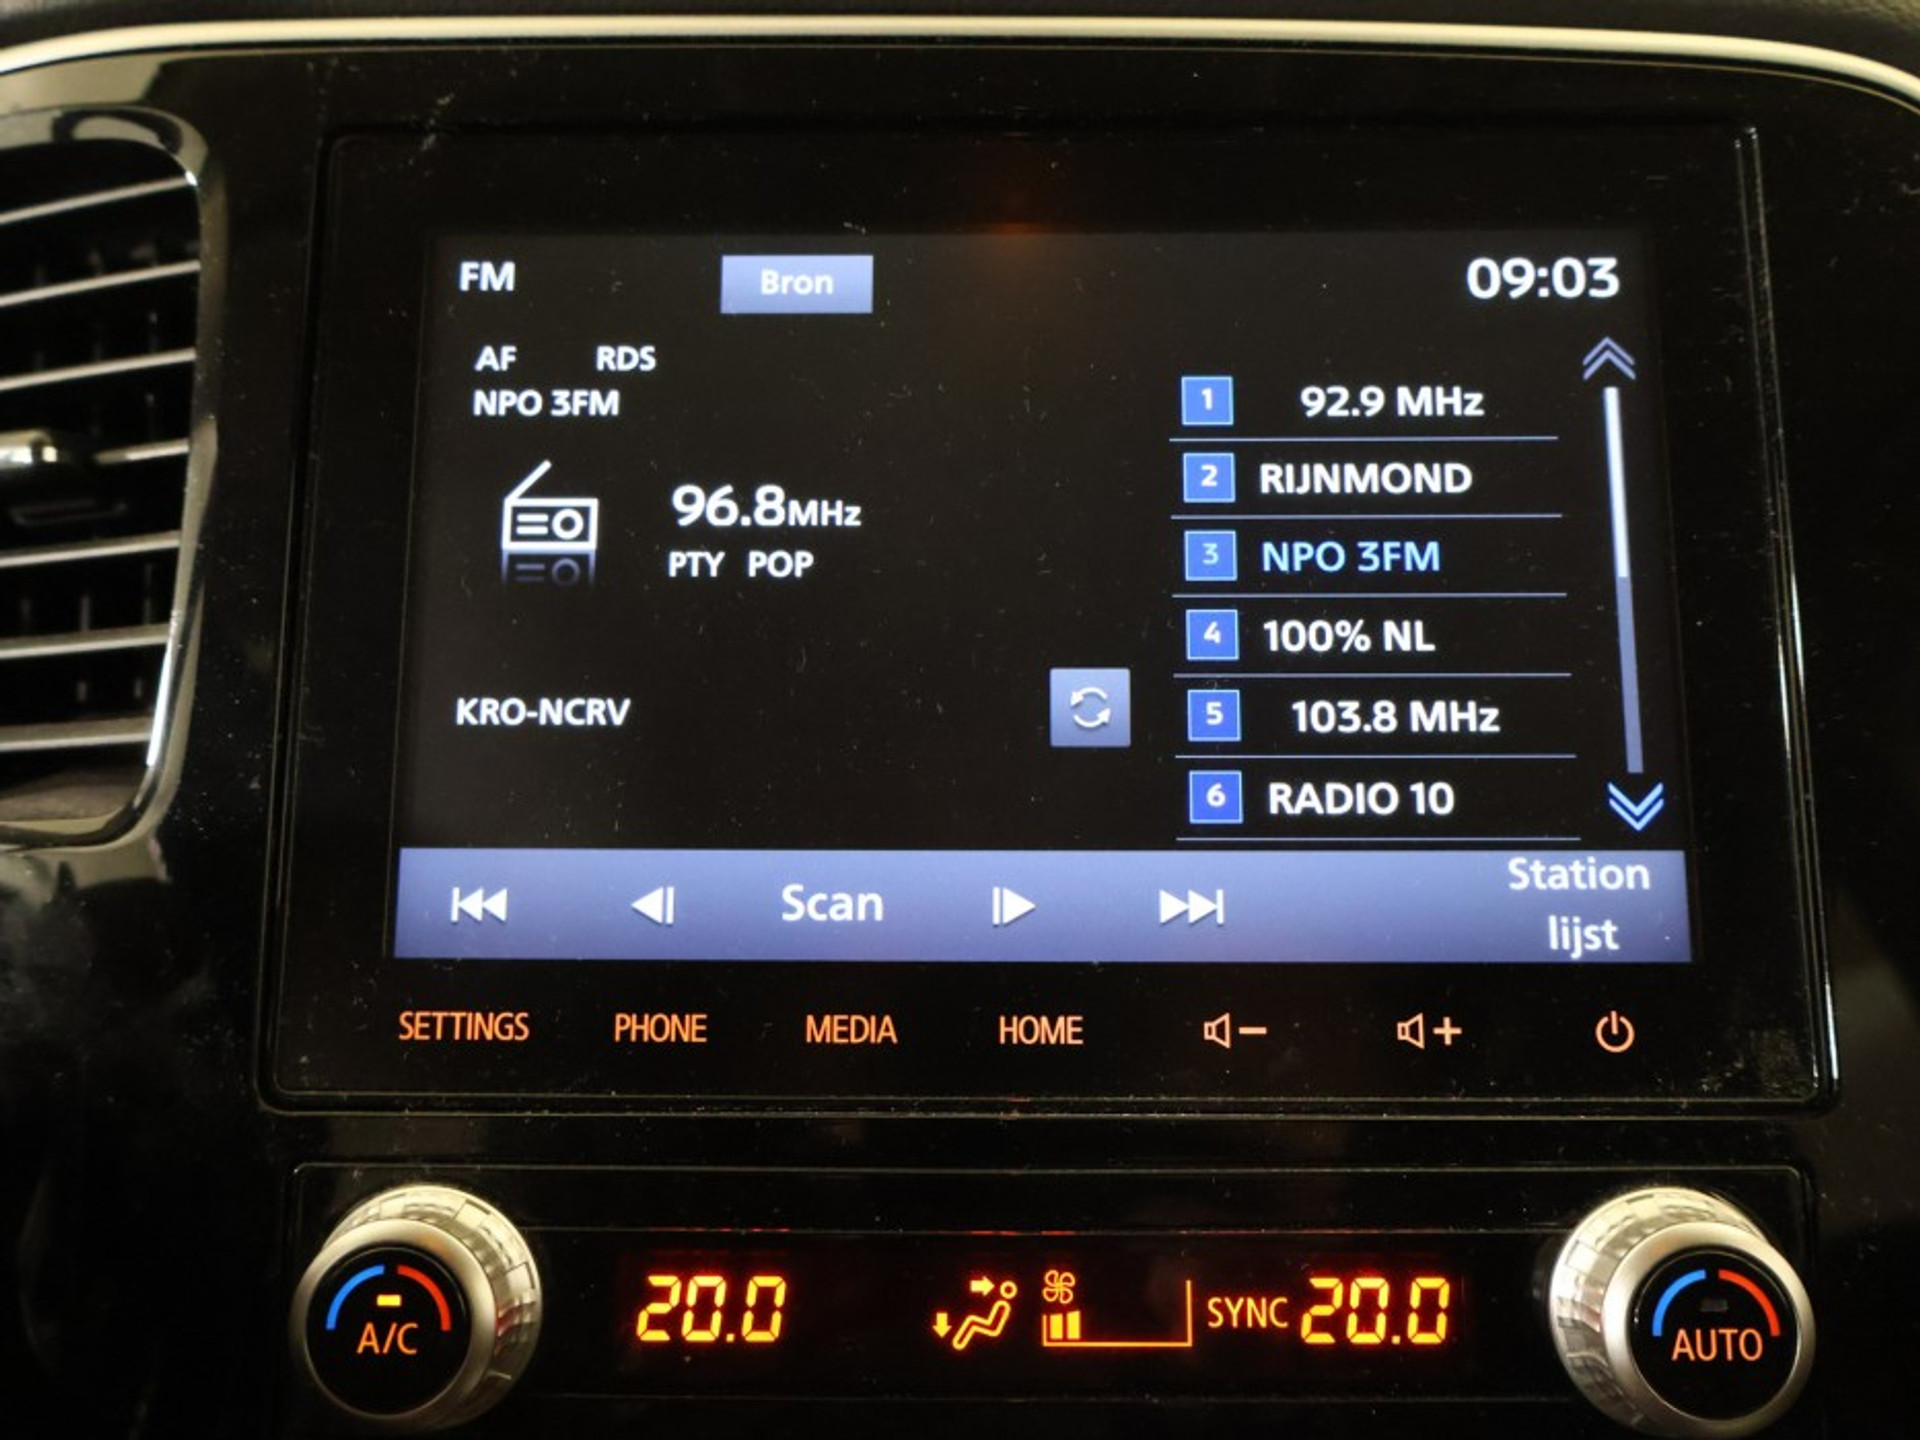 FM
Bron
09:03
AF RDS
NPO 3FM
96.8MHz
PTY POP
KRO-NCRV
1 92.9 MHz
2 RIJNMOND
3 NPO 3FM
4 100% NL
5 103.8 MHz
6 RADIO 10
Scan
Station
lijst
SETTINGS PHONE MEDIA HOME
A/C
20.0
SYNC 20.0
AUTO